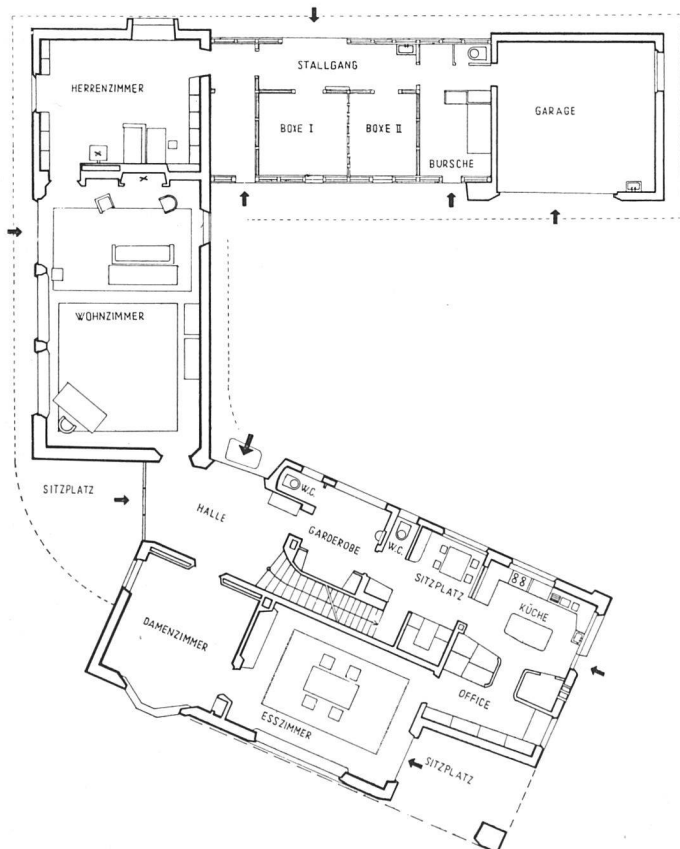 STALLGANG
HERRENZIMMER
GARAGE
BOXE I
BOXE II
BURSCHE
WOHNZIMMER
SITZPLATZ
W.C.
HALLE
GARDEROBE
W.C.
SITZPLATZ
KÜCHE
DAMENZIMMER
OFFICE
ESSZIMMER
SITZPLATZ